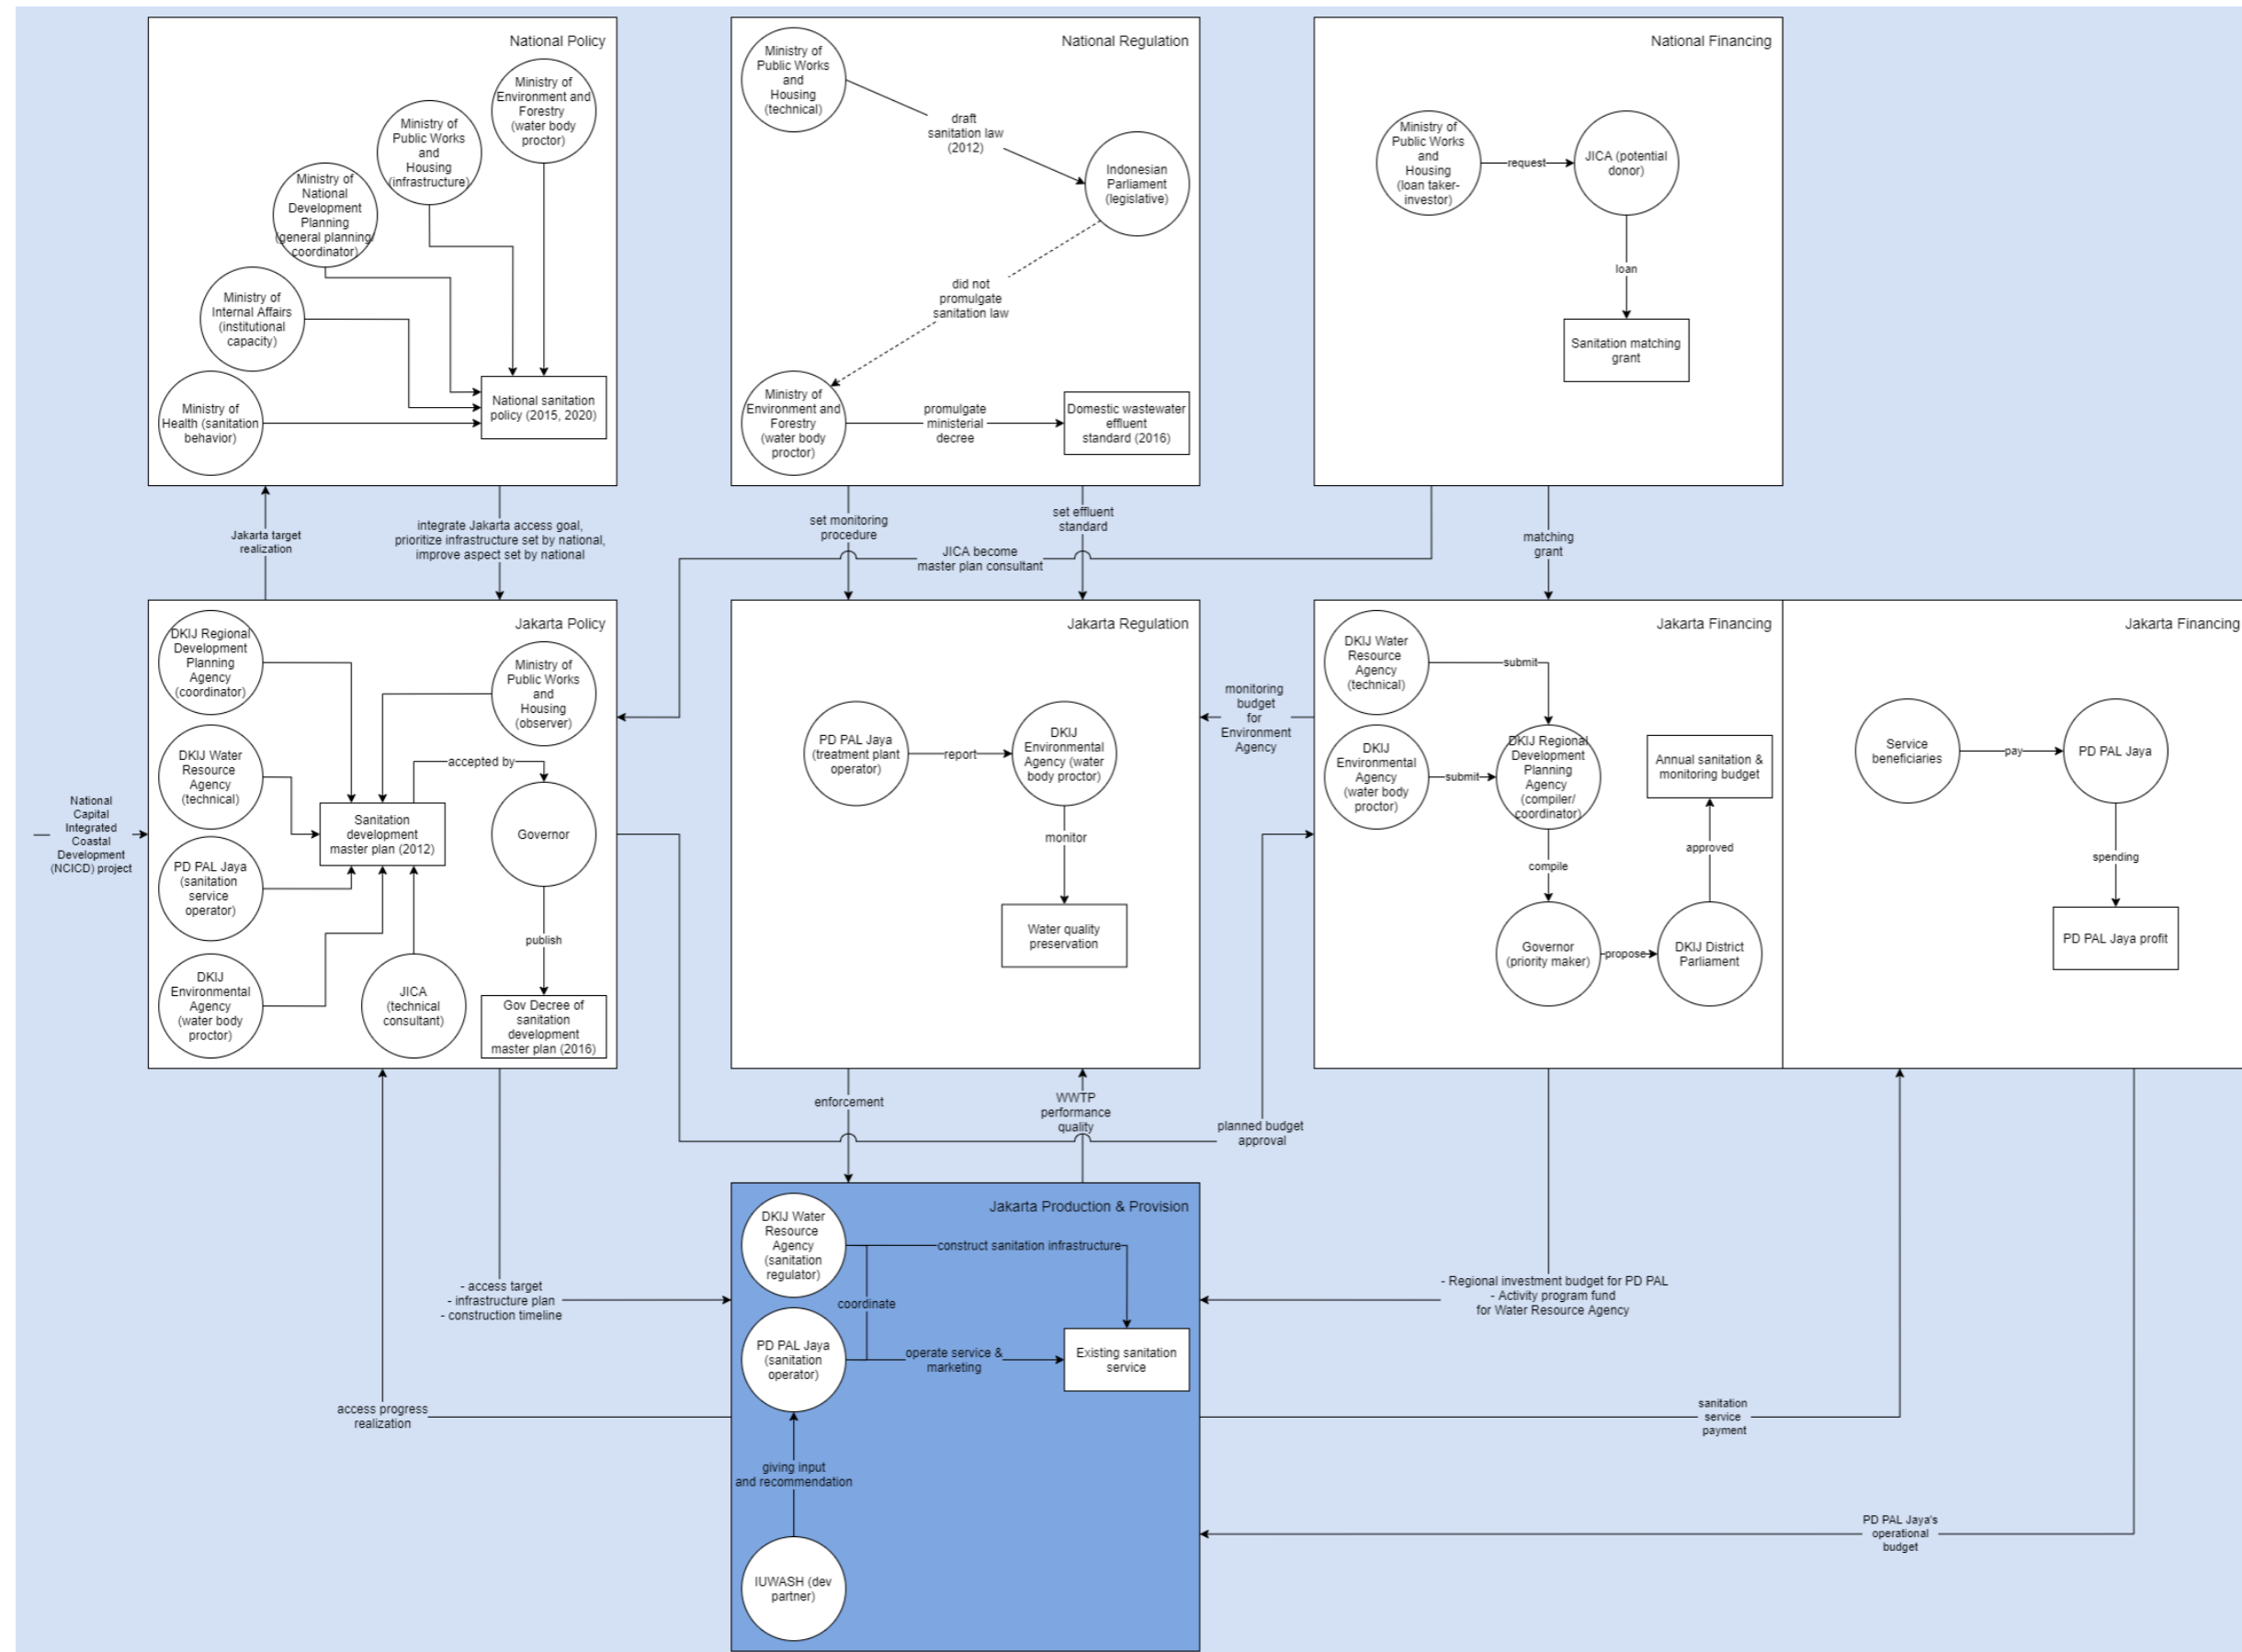 National Policy
Ministry of
Environment and
Forestry
(water body
proctor)
Ministry of
Public Works
and
Housing
(infrastructure)
Ministry of
National
Development
Planning
(general planning/
coordinator)
Ministry of
Internal Affairs
(institutional
capacity)
Ministry of
Health (sanitation
behavior)
National sanitation
policy (2015, 2020)
National Regulation
Ministry of
Public Works
and
Housing
(technical)
draft
sanitation law
(2012)
Indonesian
Parliament
(legislative)
did not
promulgate
sanitation law
Ministry of
Environment and
Forestry
(water body
proctor)
promulgate
ministerial
decree
Domestic wastewater
effluent
standard (2016)
National Financing
Ministry of
Public Works
and
Housing
(loan taker-
investor)
request
JICA (potential
donor)
loan
Sanitation matching
grant
Jakarta target
realization
integrate Jakarta access goal,
prioritize infrastructure set by national,
improve aspect set by national
set monitoring
procedure
set effluent
standard
JICA become
master plan consultant
matching
grant
National
Capital
Integrated
Coastal
Development
(NCICD) project
Jakarta Policy
DKIJ Regional
Development
Planning
Agency
(coordinator)
Ministry of
Public Works
and
Housing
(observer)
DKIJ Water
Resource
Agency
(technical)
accepted by
Sanitation
development
master plan (2012)
Governor
PD PAL Jaya
(sanitation
service
operator)
publish
DKIJ
Environmental
Agency
(water body
proctor)
JICA
(technical
consultant)
Gov Decree of
sanitation
development
master plan (2016)
Jakarta Regulation
PD PAL Jaya
(treatment plant
operator)
report
DKIJ
Environmental
Agency (water
body proctor)
monitor
Water quality
preservation
monitoring
budget
for
Environment
Agency
Jakarta Financing
DKIJ Water
Resource
Agency
(technical)
submit
DKIJ
Environmental
Agency
(water body
proctor)
submit
DKIJ Regional
Development
Planning
Agency
(compiler/
coordinator)
Annual sanitation &
monitoring budget
approved
compile
Governor
(priority maker)
propose
DKIJ District
Parliament
Jakarta Financing
Service
beneficiaries
pay
PD PAL Jaya
spending
PD PAL Jaya profit
enforcement
WWTP
performance
quality
planned budget
approval
- access target
- infrastructure plan
- construction timeline
Jakarta Production & Provision
DKIJ Water
Resource
Agency
(sanitation
regulator)
construct sanitation infrastructure
coordinate
PD PAL Jaya
(sanitation
operator)
operate service &
marketing
Existing sanitation
service
giving input
and recommendation
IUWASH (dev
partner)
- Regional investment budget for PD PAL
- Activity program fund
for Water Resource Agency
access progress
realization
sanitation
service
payment
PD PAL Jaya's
operational
budget